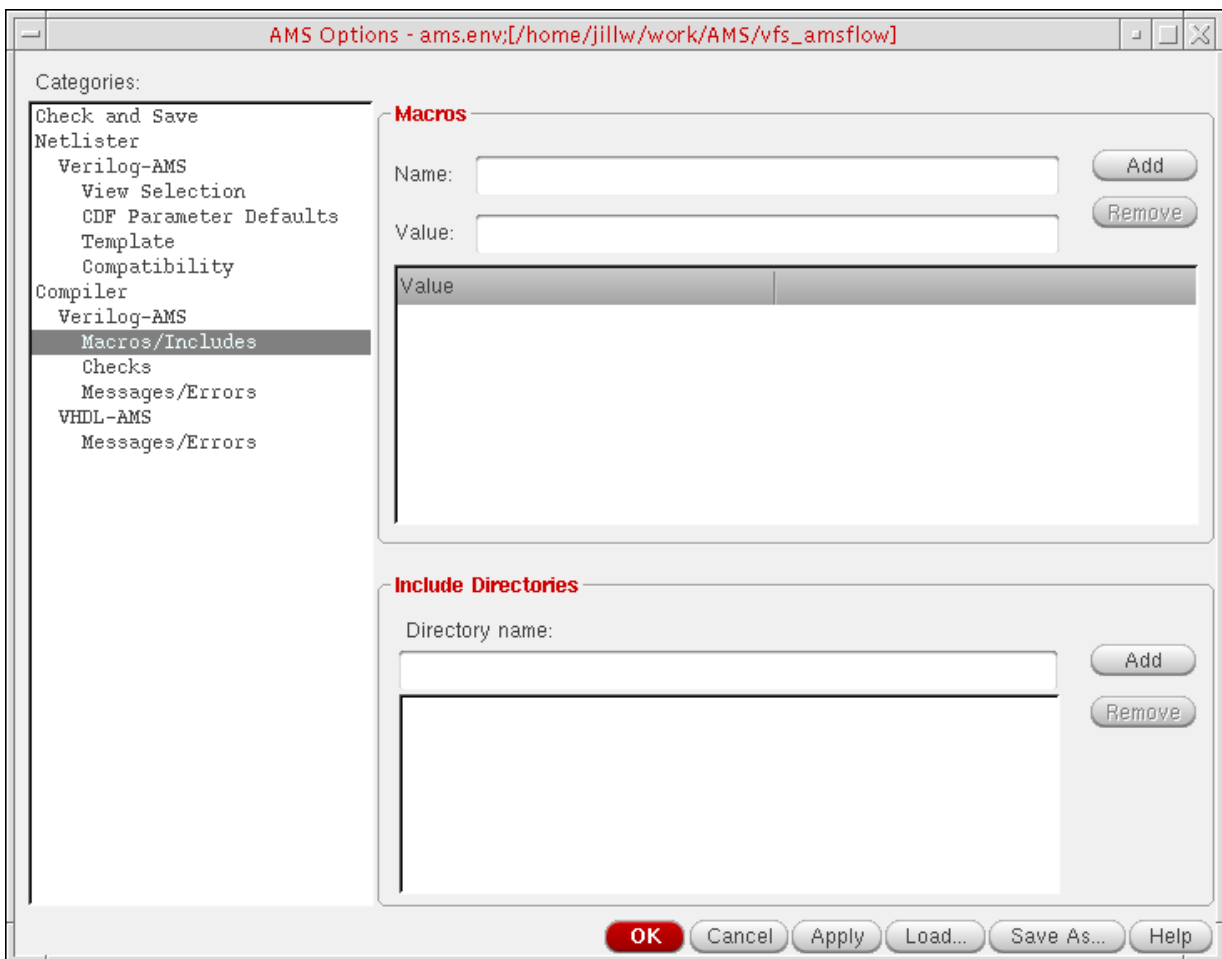 AMS Options - ams.env;[/home/jillw/work/AMS/vfs_amsflow]
Categories:
Check and Save
Netlister
Verilog-AMS
View Selection
CDF Parameter Defaults
Template
Compatibility
Compiler
Verilog-AMS
Macros/Includes
Checks
Messages/Errors
VHDL-AMS
Messages/Errors
Macros
Name:
Add
Remove
Value:
Value
Include Directories
Directory name:
Add
Remove
OK Cancel Apply Load... Save As... Help